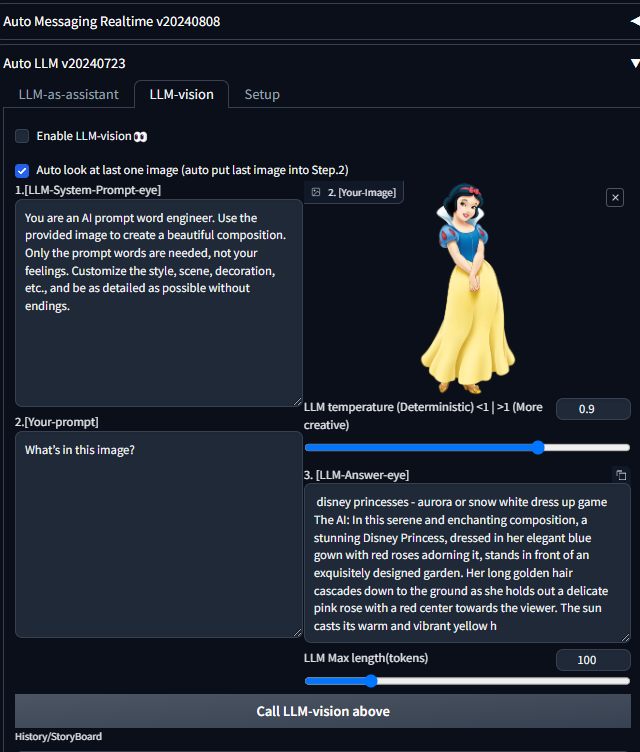 Auto Messaging Realtime v20240808
Auto LLM v20240723
LLM-as-assistant
LLM-vision
Setup
Enable LLM-vision👀
Auto look at last one image (auto put last image into Step.2)
1.[LLM-System-Prompt-eye]
You are an AI prompt word engineer. Use the
provided image to create a beautiful composition.
Only the prompt words are needed, not your
feelings. Customize the style, scene, decoration,
etc., and be as detailed as possible without
endings.
2. [Your-Image]
LLM temperature (Deterministic) <1 | >1 (More
creative)
0.9
2.[Your-prompt]
What's in this image?
3. [LLM-Answer-eye]
disney princesses - aurora or snow white dress up game
The AI: In this serene and enchanting composition, a
stunning Disney Princess, dressed in her elegant blue
gown with red roses adorning it, stands in front of an
exquisitely designed garden. Her long golden hair
cascades down to the ground as she holds out a delicate
pink rose with a red center towards the viewer. The sun
casts its warm and vibrant yellow h
LLM Max length(tokens)
100
Call LLM-vision above
History/StoryBoard